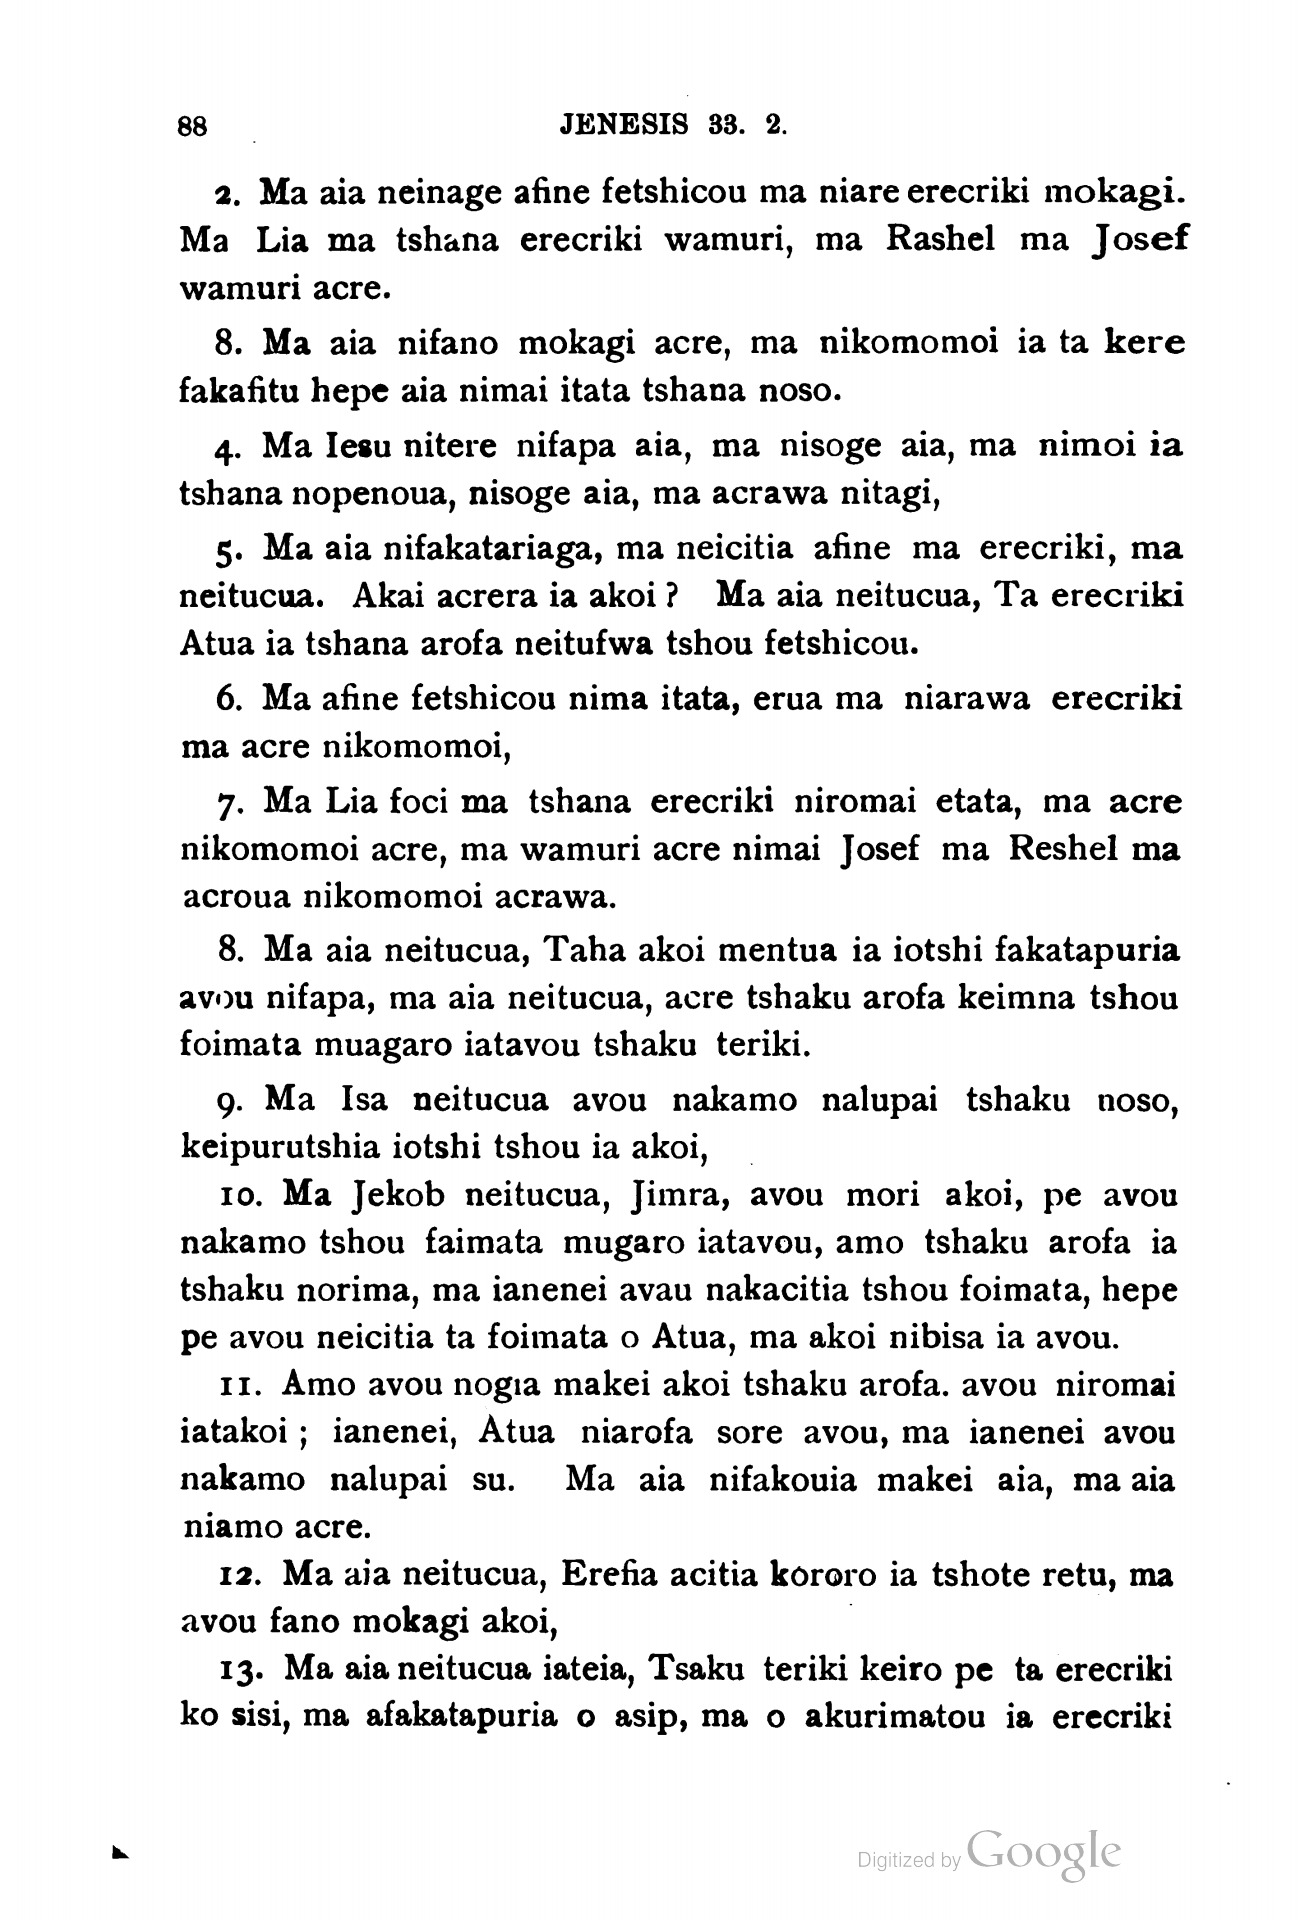 88 JENESIS 33. 2.
2. Ma aia neinage afine fetshicou ma niare erecriki mokagi.
Ma Lia ma tshana erecriki wamuri, ma Rashel ma Josef
wamuri acre.
8. Ma aia nifano mokagi acre, ma nikomomoi ia ta kere
fakafitu hepe aia nimai itata tshana noso.
4. Ma Iesu nitere nifapa aia, ma nisoge aia, ma nimoi ia
tshana nopenoua, nisoge aia, ma acrawa nitagi,
5. Ma aia nifakatariaga, ma neicitia afine ma erecriki, ma
neitucua. Akai acrera ia akoi ? Ma aia neitucua, Ta erecriki
Atua ia tshana arofa neitufwa tshou fetshicou.
6. Ma afine fetshicou nima itata, erua ma niarawa erecriki
ma acre nikomomoi,
7. Ma Lia foci ma tshana erecriki niromai etata, ma acre
nikomomoi acre, ma wamuri acre nimai Josef ma Reshel ma
acroua nikomomoi acrawa.
8. Ma aia neitucua, Taha akoi mentua ia iotshi fakatapuria
avou nifapa, ma aia neitucua, acre tshaku arofa keimna tshou
foimata muagaro iatavou tshaku teriki.
9. Ma Isa neitucua avou nakamo nalupai tshaku noso,
keipurutshia iotshi tshou ia akoi,
10. Ma Jekob neitucua, Jimra, avou mori akoi, pe avou
nakamo tshou faimata mugaro iatavou, amo tshaku arofa ia
tshaku norima, ma ianenei avau nakacitia tshou foimata, hepe
pe avou neicitia ta foimata o Atua, ma akoi nibisa ia avou.
11. Amo avou nogia makei akoi tshaku arofa. avou niromai
iatakoi ; ianenei, Atua niarofa sore avou, ma ianenei avou
nakamo nalupai su. Ma aia nifakouia makei aia, ma aia
niamo acre.
12. Ma aia neitucua, Erefia acitia kororo ia tshote retu, ma
avou fano mokagi akoi,
13. Ma aia neitucua iateia, Tsaku teriki keiro pe ta erecriki
ko sisi, ma afakatapuria o asip, ma o akurimatou ia erecriki
Digitized by Google